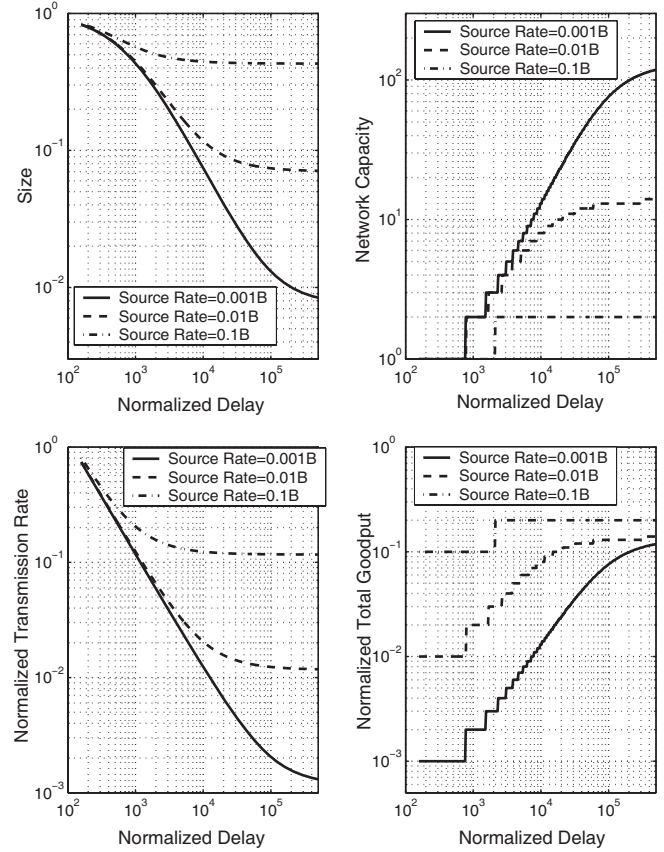 10^0
10^-1
10^-2
Size
Source Rate=0.001B
Source Rate=0.01B
Source Rate=0.1B
10^2 10^3 10^4 10^5
Normalized Delay
Source Rate=0.001B
Source Rate=0.01B
Source Rate=0.1B
10^2
10^1
10^0
Network Capacity
10^2 10^3 10^4 10^5
Normalized Delay
10^0
10^-1
10^-2
10^-3
Normalized Transmission Rate
Source Rate=0.001B
Source Rate=0.01B
Source Rate=0.1B
10^2 10^3 10^4 10^5
Normalized Delay
10^0
10^-1
10^-2
10^-3
Normalized Total Goodput
Source Rate=0.001B
Source Rate=0.01B
Source Rate=0.1B
10^2 10^3 10^4 10^5
Normalized Delay